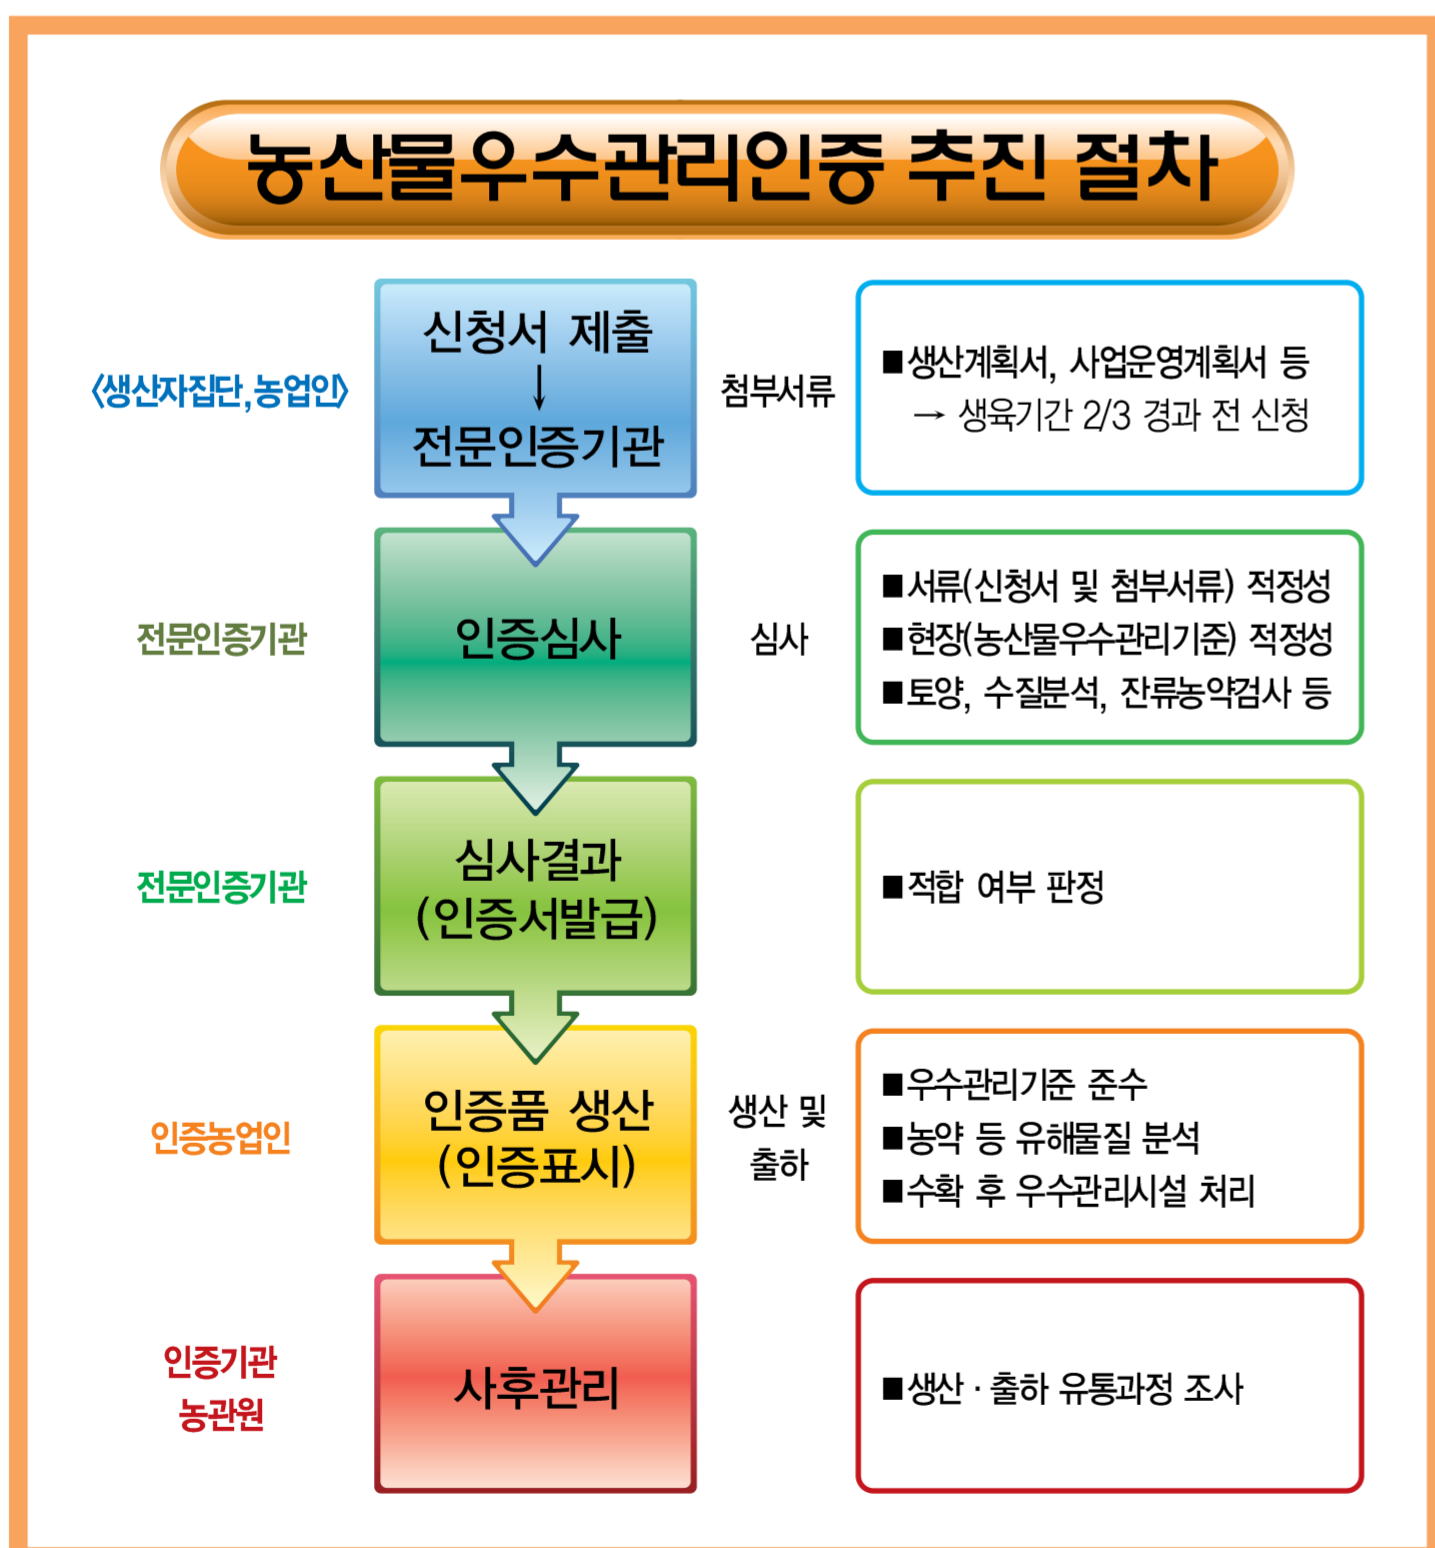 농산물우수관리인증 추진 절차
〈생산자집단,농업인〉
신청서 제출
↓
전문인증기관
첨부서류
■생산계획서, 사업운영계획서 등
→ 생육기간 2/3 경과 전 신청
전문인증기관
인증심사
심사
■서류(신청서 및 첨부서류) 적정성
■현장(농산물우수관리기준) 적정성
■토양, 수질분석, 잔류농약검사 등
전문인증기관
심사결과
(인증서발급)
■적합 여부 판정
인증농업인
인증품 생산
(인증표시)
생산 및
출하
■우수관리기준 준수
■농약 등 유해물질 분석
■수확 후 우수관리시설 처리
인증기관
농관원
사후관리
■생산·출하 유통과정 조사